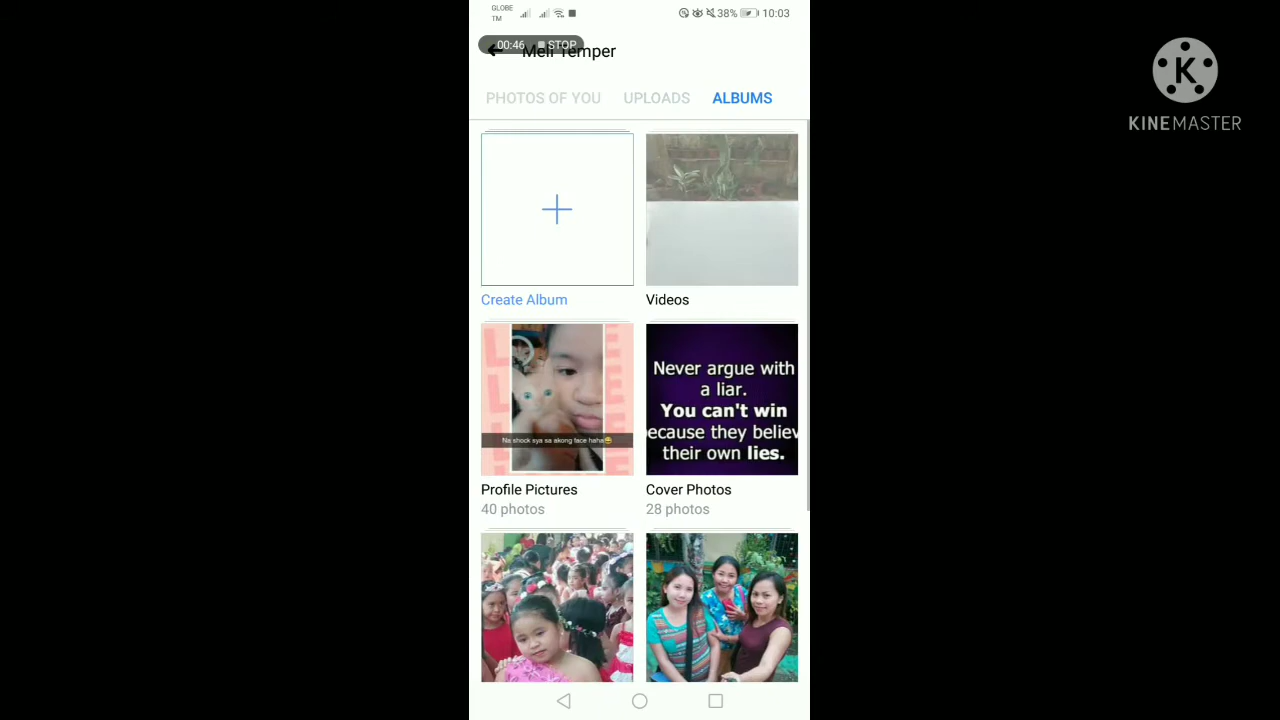 GLOBE
TM
38%
10:03
00:46 STOP
Meli Temper
PHOTOS OF YOU
UPLOADS
ALBUMS
KINEMASTER
Create Album
Videos
Na shock sya sa akong face haha😅
Never argue with
a liar.
You can't win
ecause they believ
their own lies.
Profile Pictures
40 photos
Cover Photos
28 photos